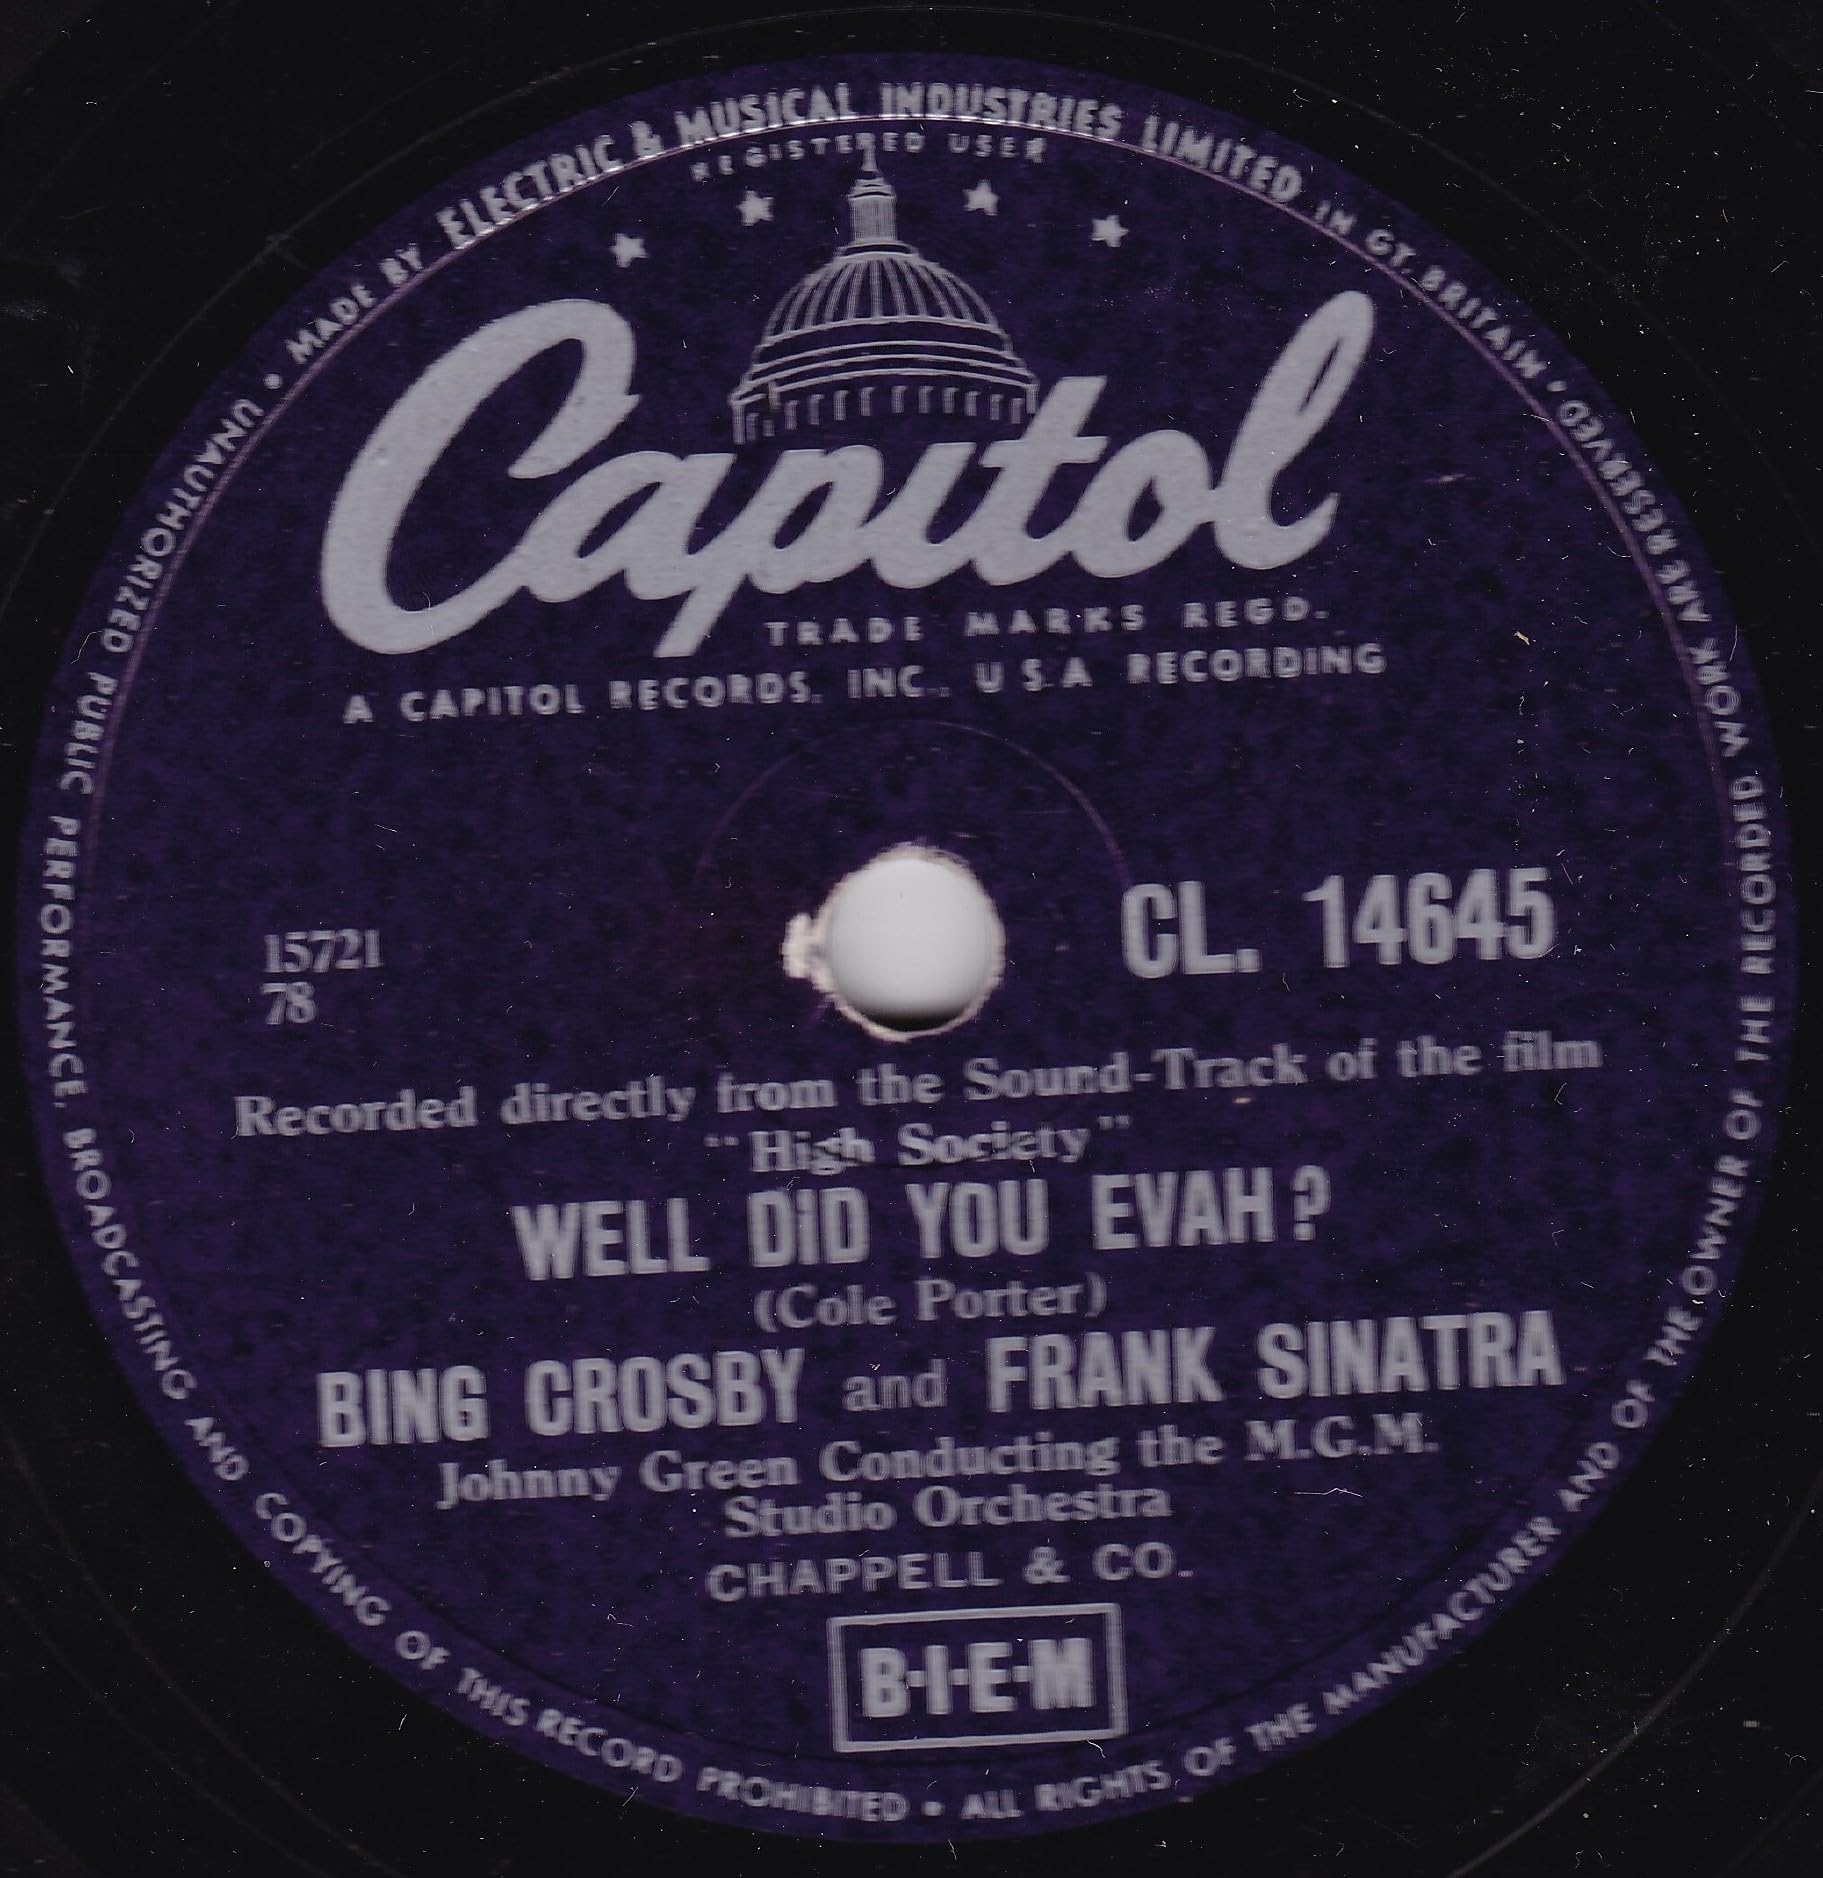 MADE BY ELECTRIC & MUSICAL INDUSTRIES LIMITED IN GT. BRITAIN • ALL RIGHTS OF THE MANUFACTURER AND OF THE OWNER OF THE RECORDED WORK ARE RESERVED •
UNAUTHORIZED PUBLIC PERFORMANCE, BROADCASTING AND COPYING OF THIS RECORD PROHIBITED •
REGISTERED USER
Capitol
TRADE MARKS REGD.
A CAPITOL RECORDS, INC., U.S.A. RECORDING
15721
78
CL. 14645
Recorded directly from the Sound-Track of the film
"High Society"
WELL DID YOU EVAH?
(Cole Porter)
BING CROSBY and FRANK SINATRA
Johnny Green Conducting the M.G.M.
Studio Orchestra
CHAPPELL & CO.
B·I·E·M